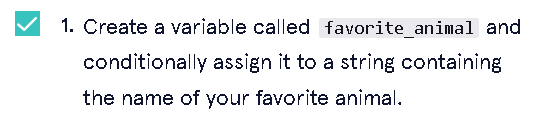 1. Create a variable called favorite_animal and
conditionally assign it to a string containing
the name of your favorite animal.